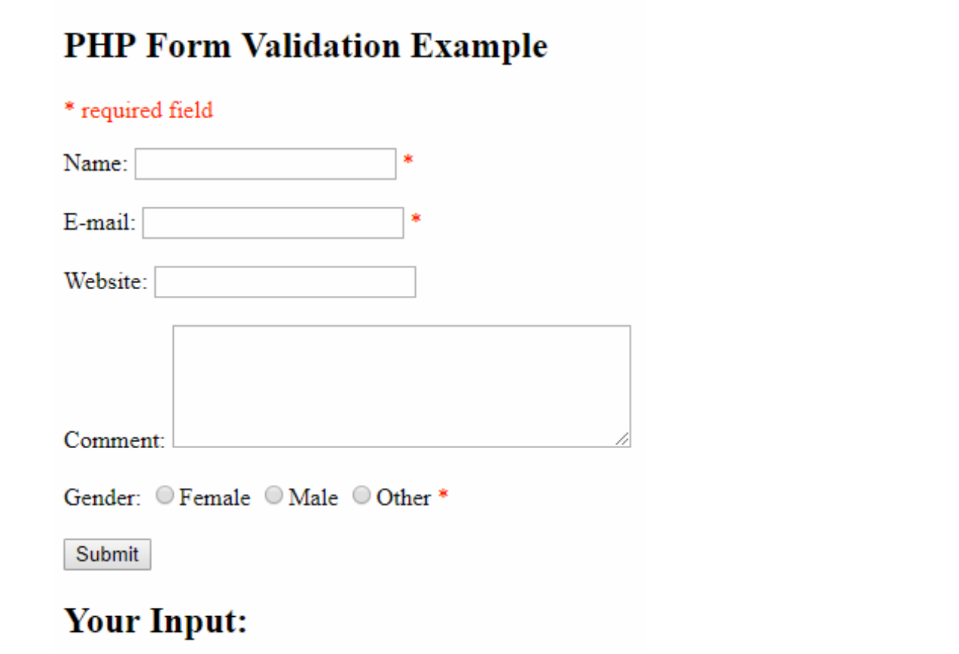 PHP Form Validation Example
* required field
Name: *
E-mail: *
Website:
Comment:
Gender: Female Male Other *
Submit
Your Input: